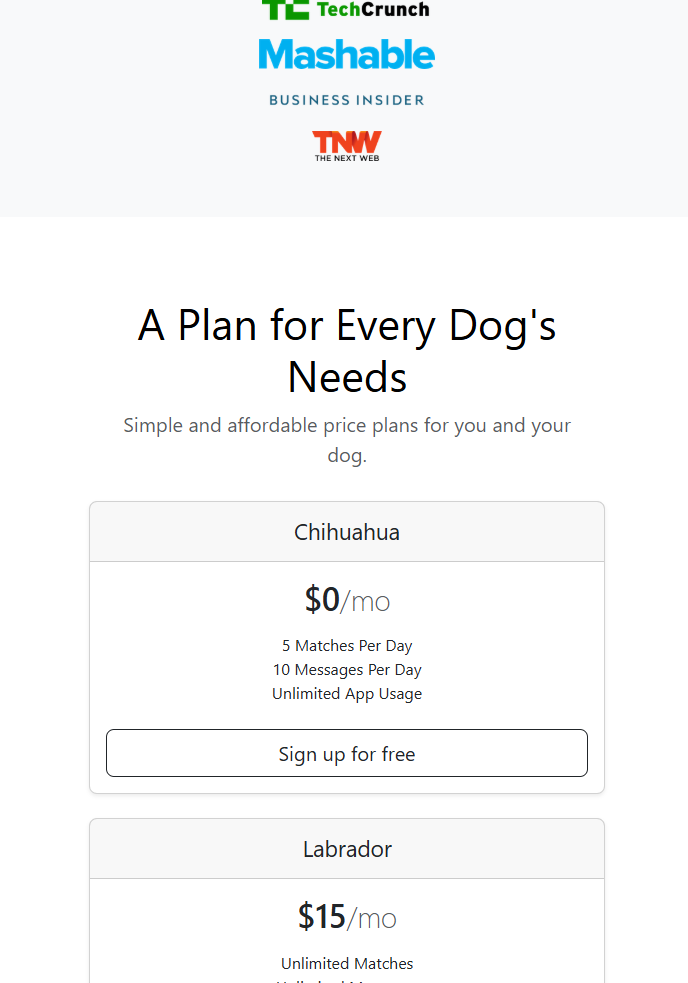 TE TechCrunch
Mashable
BUSINESS INSIDER
TNW
THE NEXT WEB
A Plan for Every Dog's
Needs
Simple and affordable price plans for you and your
dog.
Chihuahua
$0/mo
5 Matches Per Day
10 Messages Per Day
Unlimited App Usage
Sign up for free
Labrador
$15/mo
Unlimited Matches